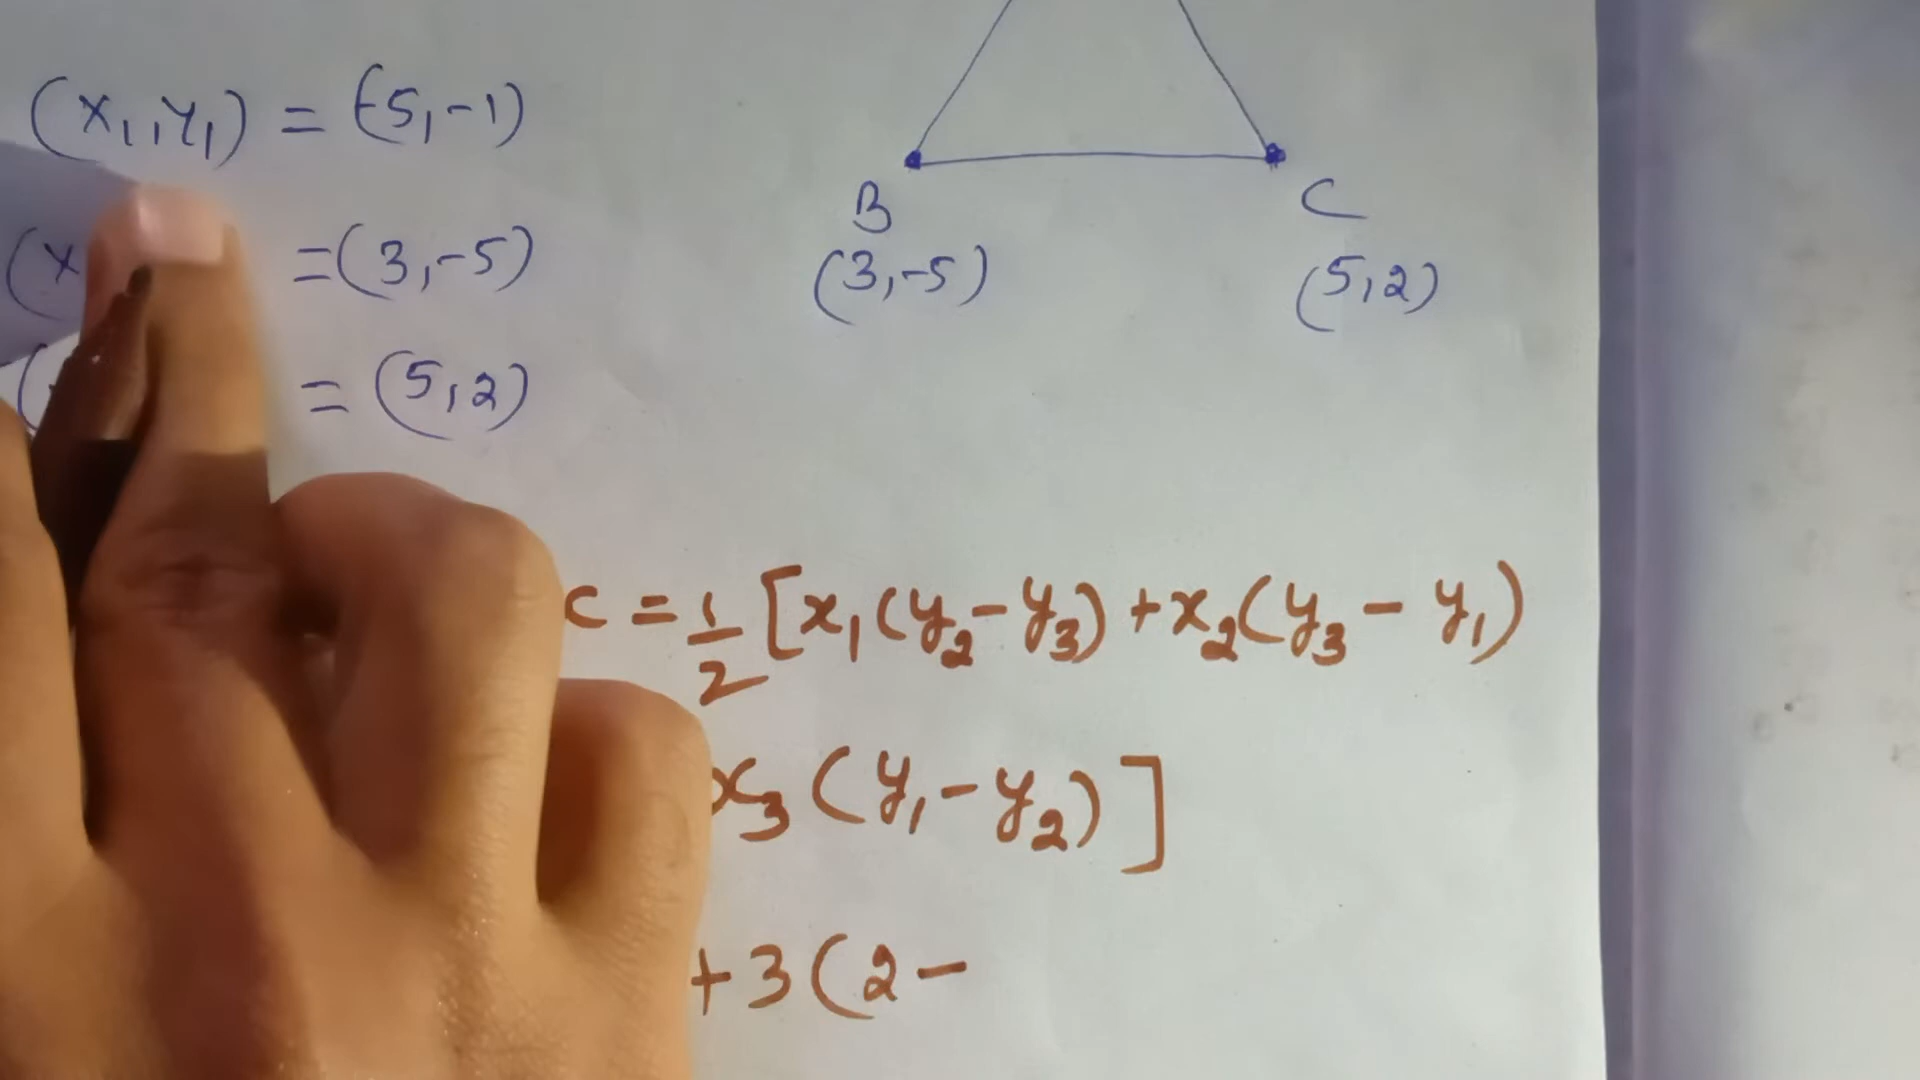 (x₁,y₁) = (-5,-1)
(x =(3,-5)
( = (5,2)
B
(3,-5)
C
(5,2)
C = 1/2 [x₁(y₂-y₃) +x₂(y₃ - y₁)
x₃ (y₁-y₂)]
+3(2-